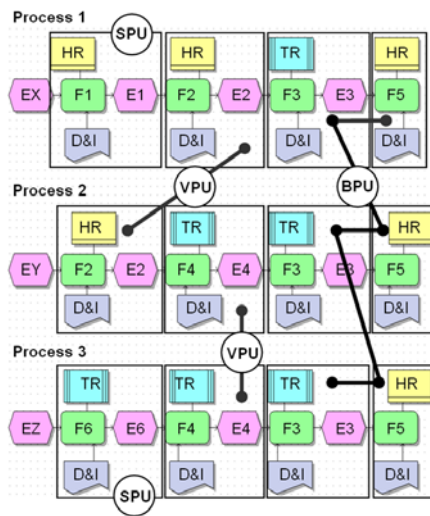 Process 1
SPU
HR HR TR HR
EX F1 E1 F2 E2 F3 E3 F5
D&I D&I D&I D&I
VPU BPU
Process 2
HR TR TR HR
EY F2 E2 F4 E4 F3 E3 F5
D&I D&I D&I D&I
VPU
Process 3
TR TR TR HR
EZ F6 E6 F4 E4 F3 E3 F5
D&I D&I D&I D&I
SPU